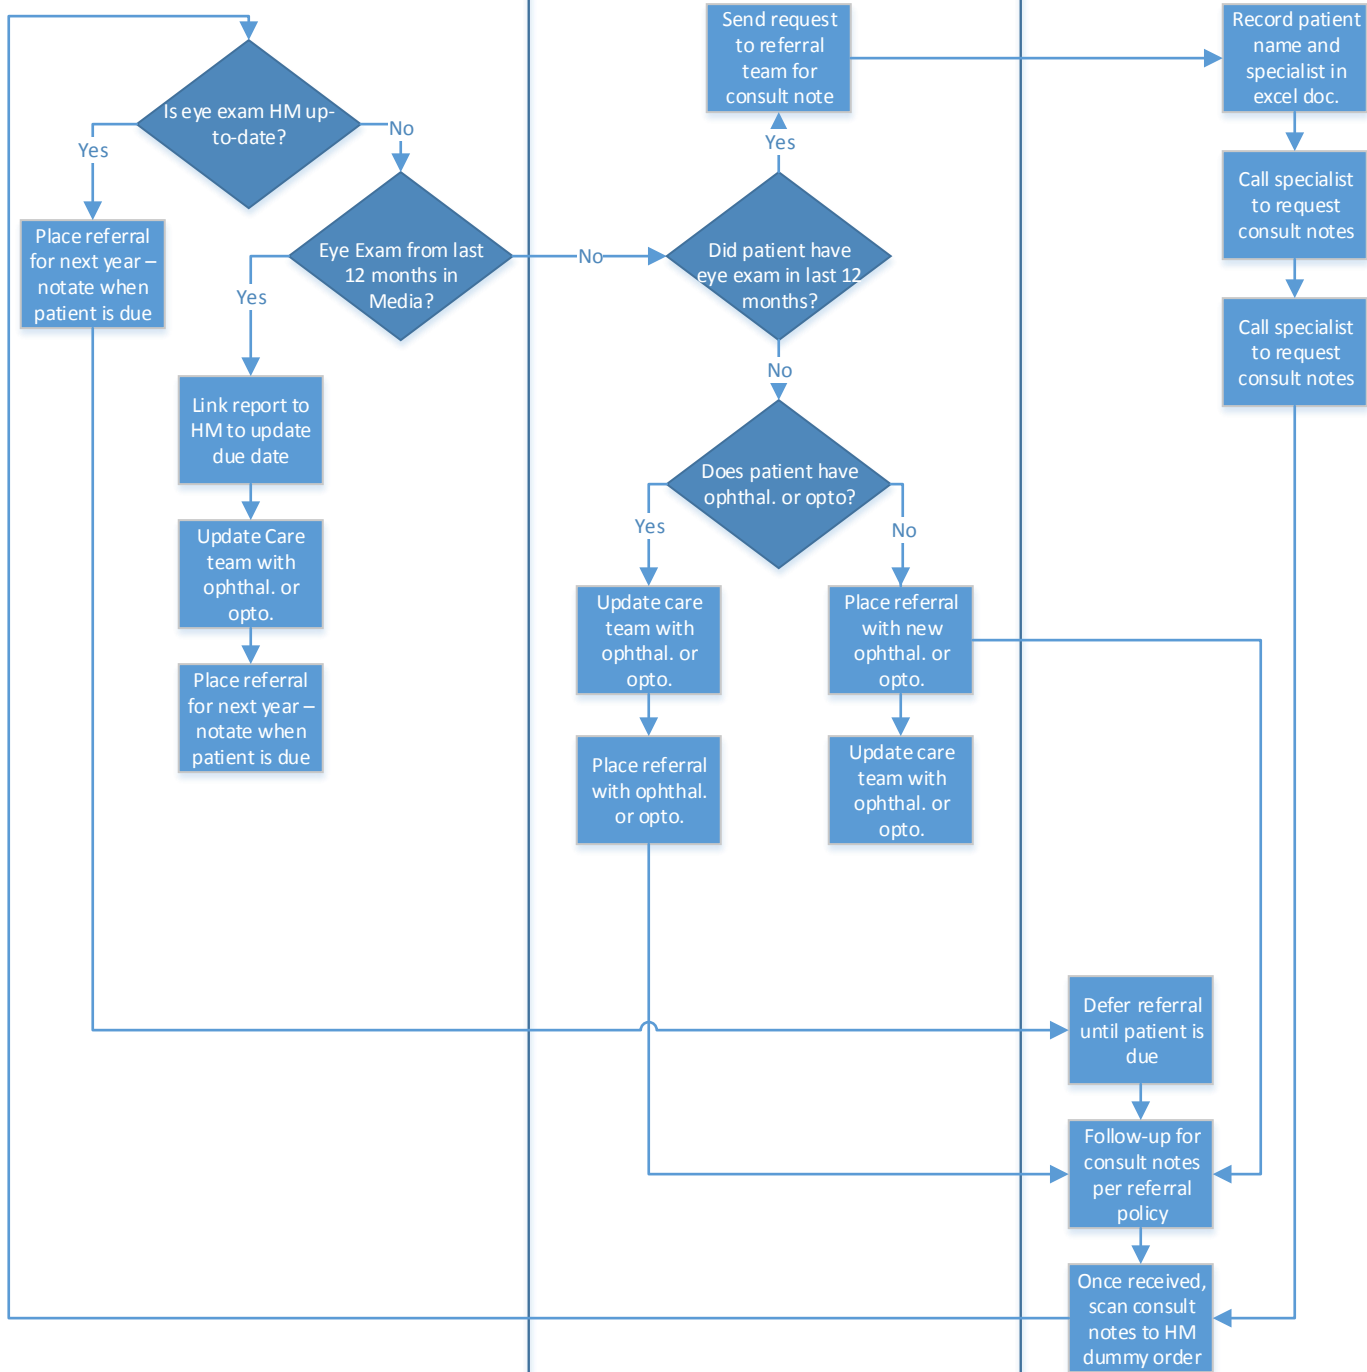 Is eye exam HM up-
to-date?
Yes
No
Place referral
for next year –
notate when
patient is due
Eye Exam from last
12 months in
Media?
Yes
No
Link report to
HM to update
due date
Update Care
team with
ophthal. or
opto.
Place referral
for next year –
notate when
patient is due
Send request
to referral
team for
consult note
Yes
Did patient have
eye exam in last 12
months?
No
Does patient have
ophthal. or opto?
Yes
No
Update care
team with
ophthal. or
opto.
Place referral
with ophthal.
or opto.
Place referral
with new
ophthal. or
opto.
Update care
team with
ophthal. or
opto.
Record patient
name and
specialist in
excel doc.
Call specialist
to request
consult notes
Call specialist
to request
consult notes
Defer referral
until patient is
due
Follow-up for
consult notes
per referral
policy
Once received,
scan consult
notes to HM
dummy order